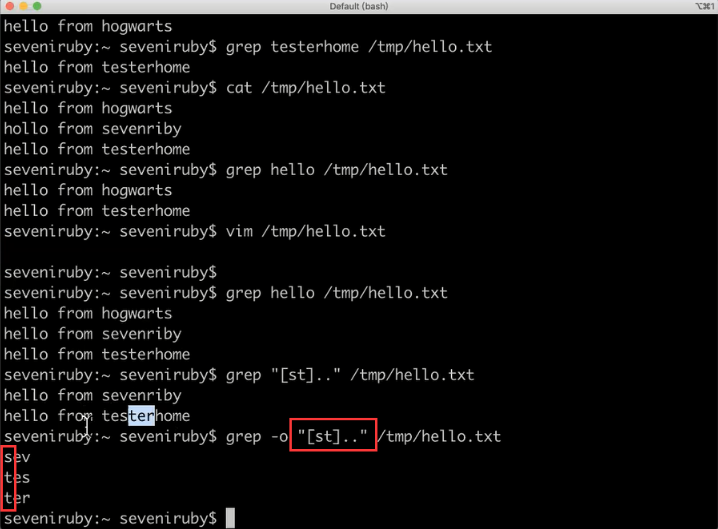 Default (bash)
⌥⌘1
hello from hogwarts
seveniruby:~ seveniruby$ grep testerhome /tmp/hello.txt
hello from testerhome
seveniruby:~ seveniruby$ cat /tmp/hello.txt
hello from hogwarts
hollo from sevenriby
hello from testerhome
seveniruby:~ seveniruby$ grep hello /tmp/hello.txt
hello from hogwarts
hello from testerhome
seveniruby:~ seveniruby$ vim /tmp/hello.txt
seveniruby:~ seveniruby$
seveniruby:~ seveniruby$ grep hello /tmp/hello.txt
hello from hogwarts
hello from sevenriby
hello from testerhome
seveniruby:~ seveniruby$ grep "[st].." /tmp/hello.txt
hello from sevenriby
hello from testerhome
seveniruby:~ seveniruby$ grep -o "[st].." /tmp/hello.txt
sev
tes
ter
seveniruby:~ seveniruby$